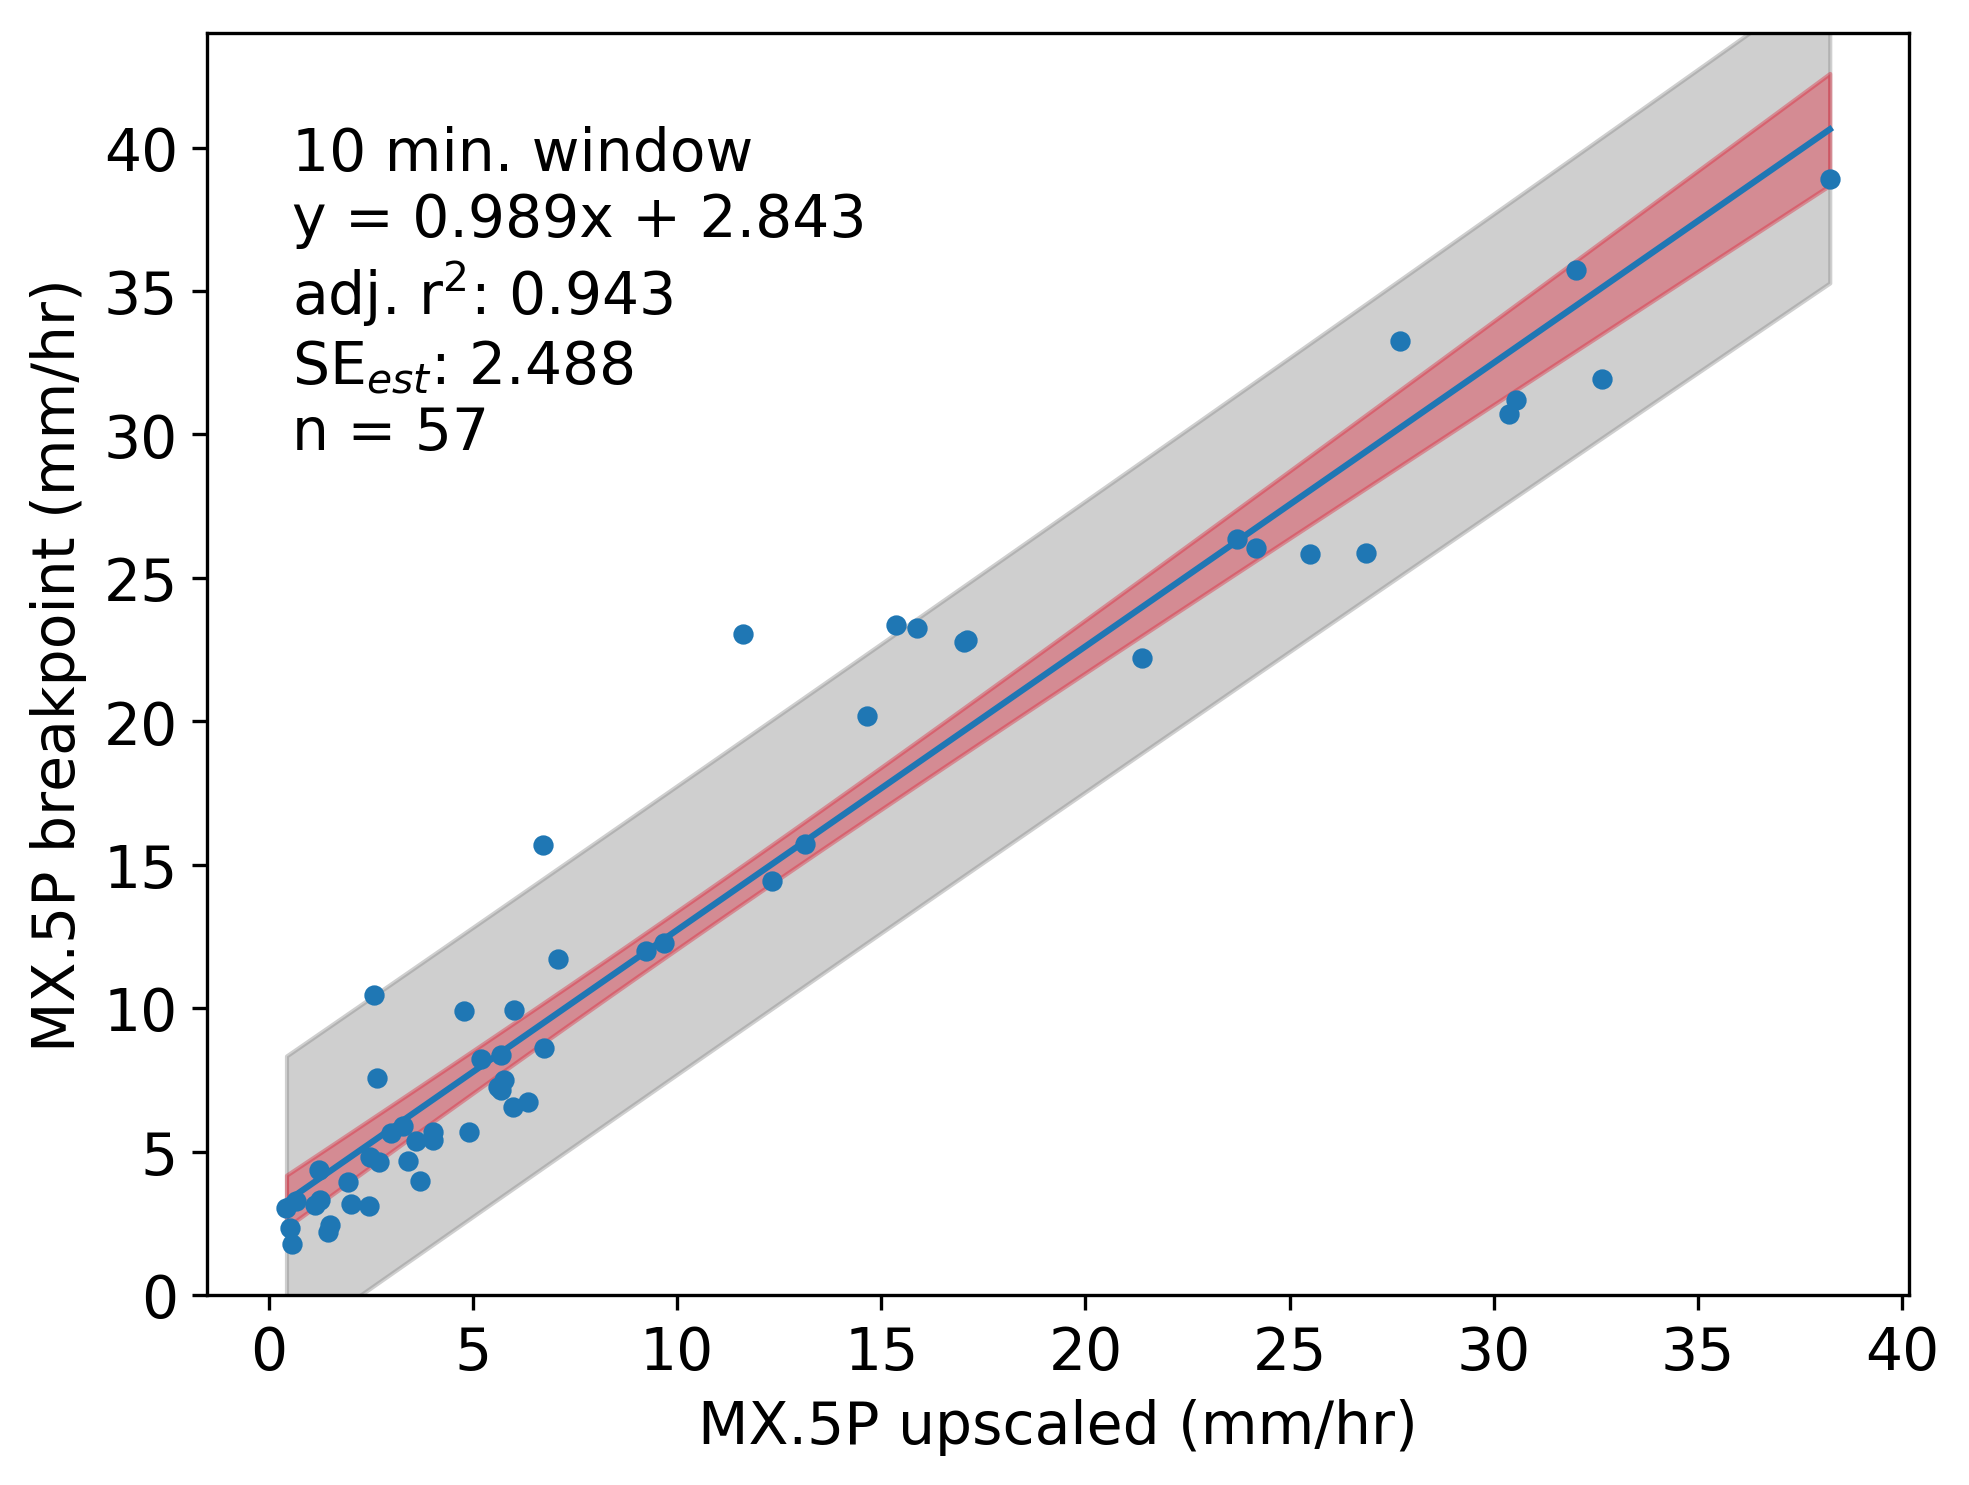 10 min. window
y = 0.989x + 2.843
adj. r²: 0.943
SEest: 2.488
n = 57
40
35
30
25
20
15
10
5
0
MX.5P breakpoint (mm/hr)
0 5 10 15 20 25 30 35 40
MX.5P upscaled (mm/hr)